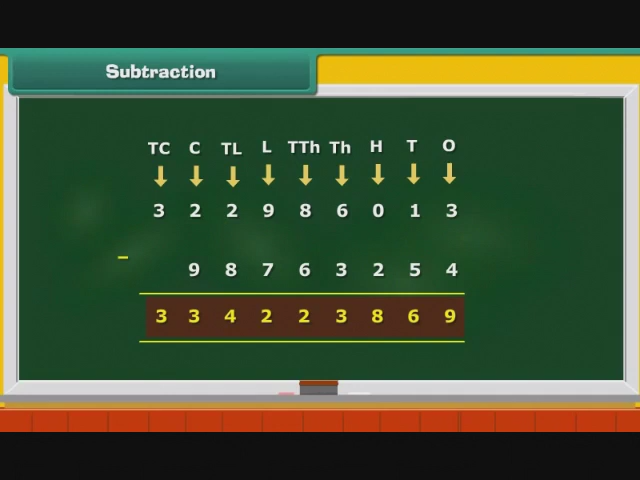 Subtraction
TC C TL L TTh Th H T O
3 2 2 9 8 6 0 1 3
– 9 8 7 6 3 2 5 4
3 3 4 2 2 3 8 6 9